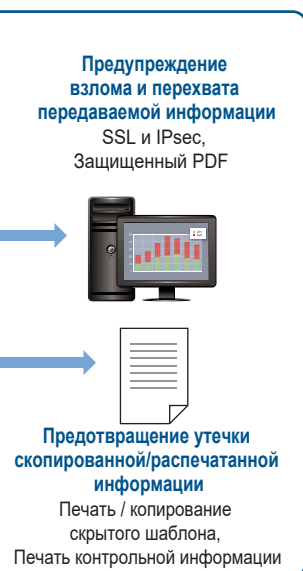 Предупреждение
взлома и перехвата
передаваемой информации
SSL и IPsec,
Защищенный PDF
Предотвращение утечки
скопированной/распечатанной
информации
Печать / копирование
скрытого шаблона,
Печать контрольной информации